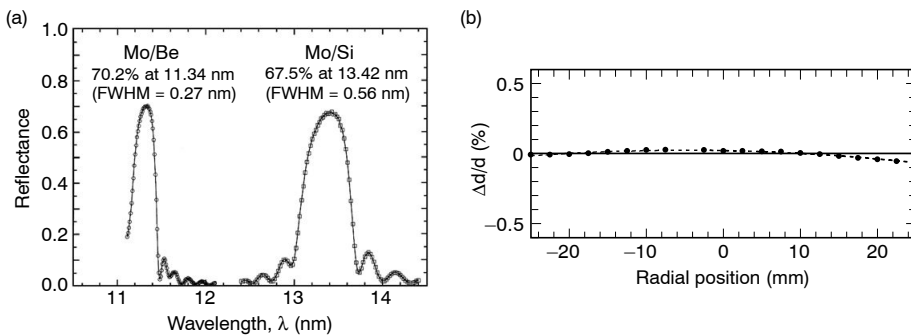 (a)
1.0
0.8
0.6
0.4
0.2
0.0
Reflectance
Mo/Be
70.2% at 11.34 nm
(FWHM = 0.27 nm)
Mo/Si
67.5% at 13.42 nm
(FWHM = 0.56 nm)
11
12
13
14
Wavelength, λ (nm)
(b)
0.5
0
−0.5
Δd/d (%)
−20
−10
0
10
20
Radial position (mm)